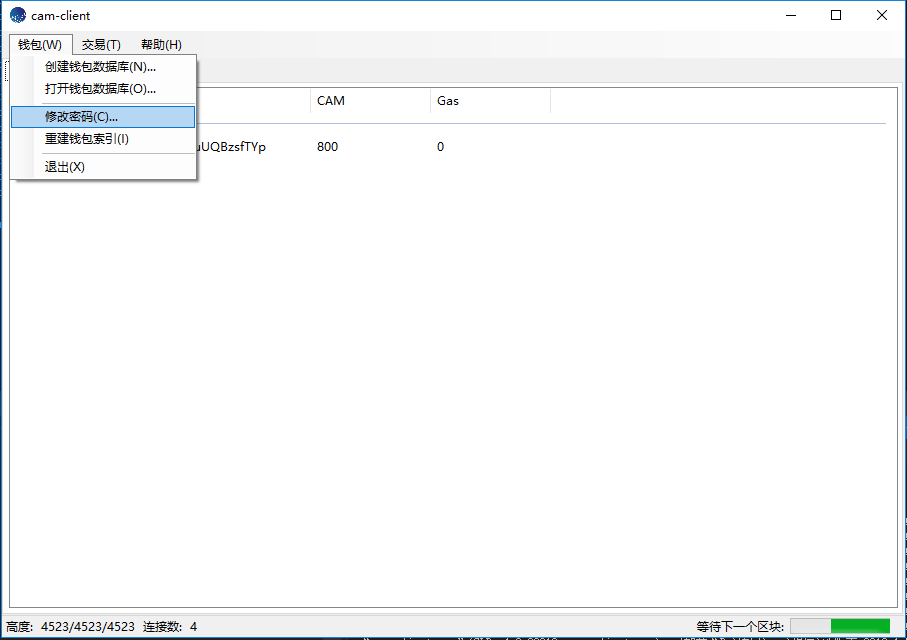 cam-client
钱包(W) 交易(T) 帮助(H)
创建钱包数据库(N)...
打开钱包数据库(O)...
CAM Gas
修改密码(C)...
重建钱包索引(I)
uUQBzsfTYp 800 0
退出(X)
高度: 4523/4523/4523 连接数: 4 等待下一个区块: